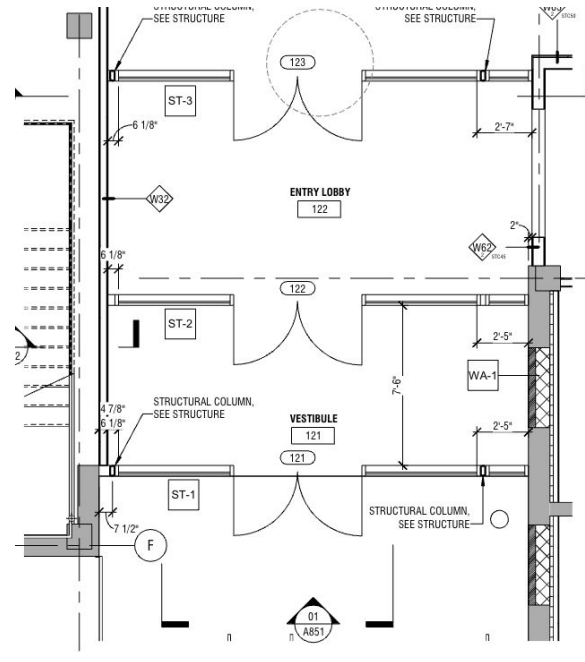 STRUCTURAL COLUMN,
SEE STRUCTURE
STRUCTURAL COLUMN,
SEE STRUCTURE
STC50
123
ST-3
6 1/8"
2'-7"
ENTRY LOBBY
122
W32
2"
W62
2
STC45
6 1/8"
122
ST-2
2'-5"
WA-1
7'-6"
4 7/8"
6 1/8"
STRUCTURAL COLUMN,
SEE STRUCTURE
VESTIBULE
121
2'-5"
121
ST-1
STRUCTURAL COLUMN,
SEE STRUCTURE
7 1/2"
F
01
A851